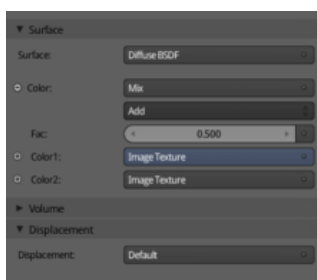 Surface
Surface: Diffuse BSDF
Color: Mix
Add
Fac: 0.500
Color1: Image Texture
Color2: Image Texture
Volume
Displacement
Displacement: Default